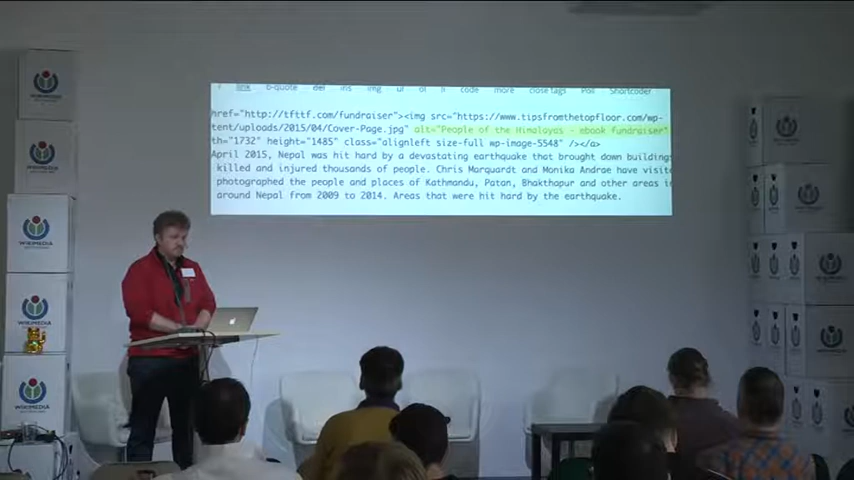 link b-quote del ins img ul ol li code more close tags Poll Shortcoder
href="http://tfttf.com/fundraiser"><img src="https://www.tipsfromthetopfloor.com/wp-
tent/uploads/2015/04/Cover-Page.jpg" alt="People of the Himalayas - ebook fundraiser"
th="1732" height="1485" class="alignleft size-full wp-image-5548" /></a>
April 2015, Nepal was hit hard by a devastating earthquake that brought down building
killed and injured thousands of people. Chris Marquardt and Monika Andrae have visite
photographed the people and places of Kathmandu, Patan, Bhakthapur and other areas i
around Nepal from 2009 to 2014. Areas that were hit hard by the earthquake.
WIKIMEDIA
WIKIMEDIA
WIKIMEDIA
WIKIMEDIA
WIKIMEDIA